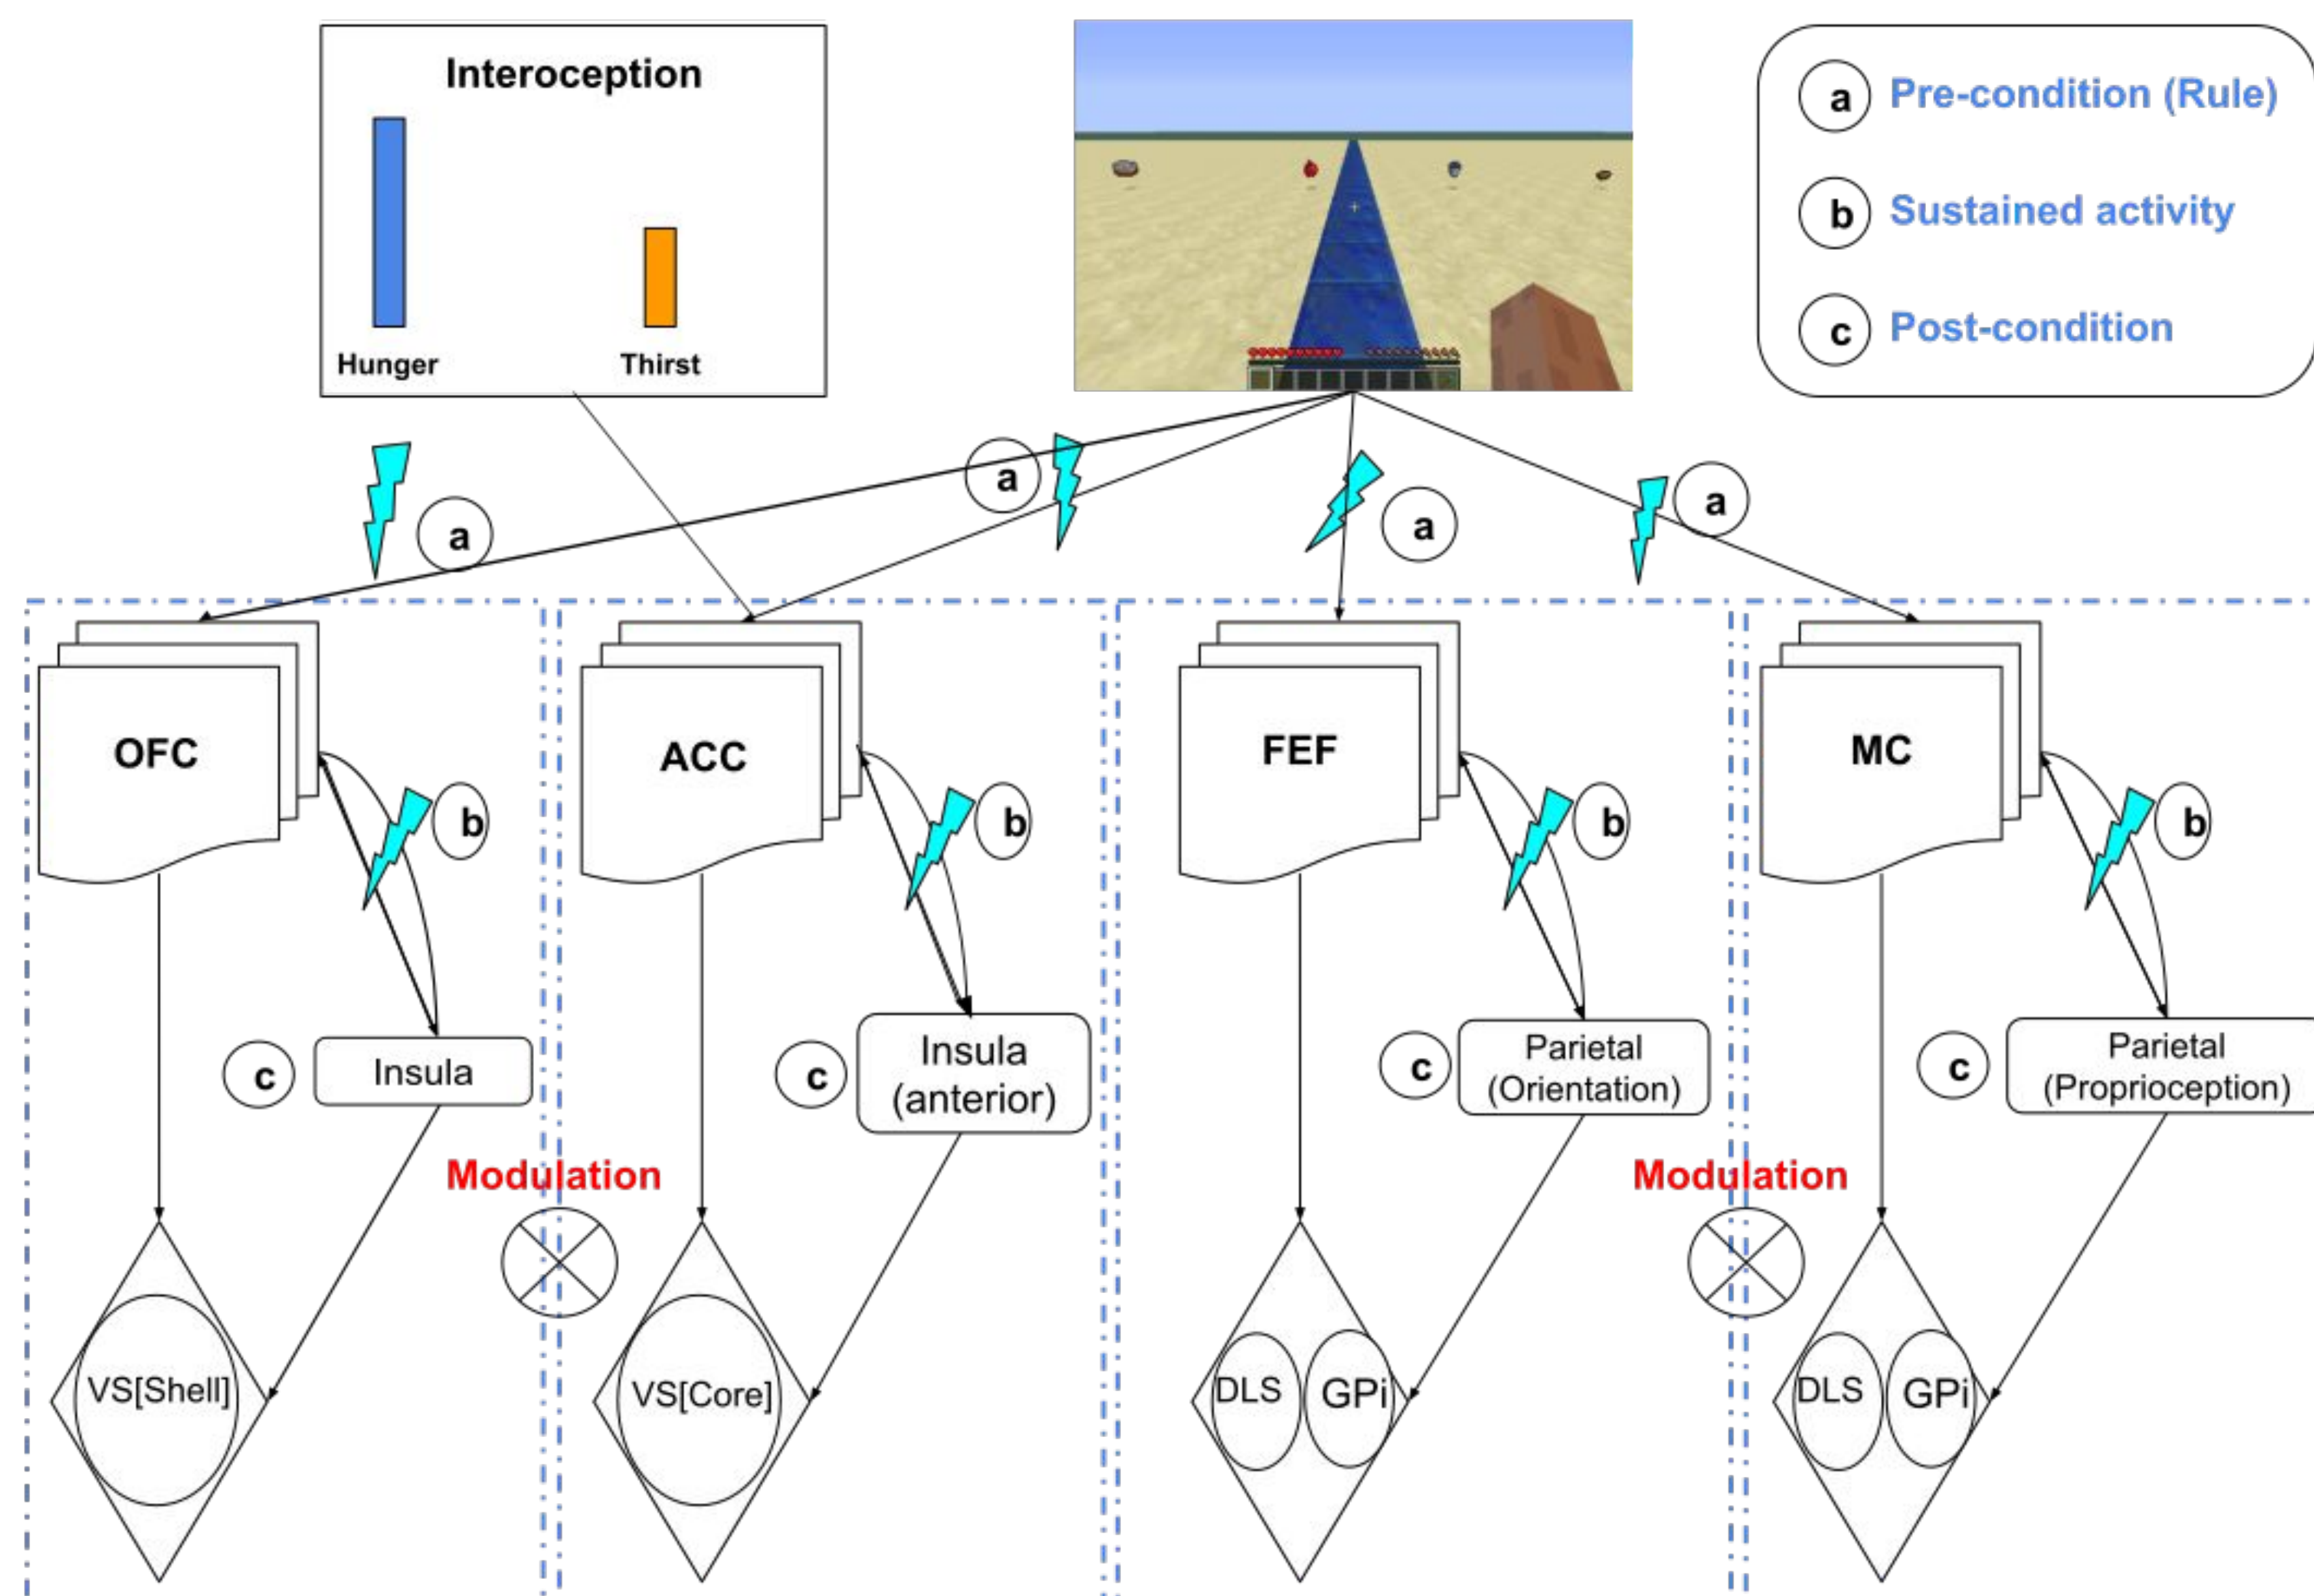 Interoception
Hunger
Thirst
a Pre-condition (Rule)
b Sustained activity
c Post-condition
a
a
a
a
OFC
ACC
FEF
MC
b
b
b
b
c
Insula
c
Insula
(anterior)
c
Parietal
(Orientation)
c
Parietal
(Proprioception)
Modulation
Modulation
VS[Shell]
VS[Core]
DLS
GPi
DLS
GPi